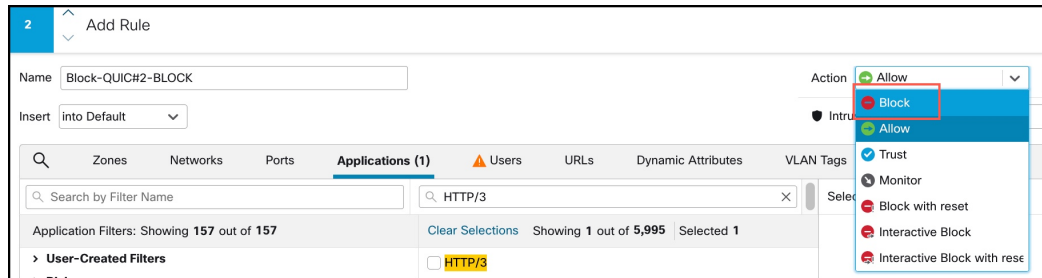 2 Add Rule
Name Block-QUIC#2-BLOCK Action Allow
Block
Insert into Default Intru
Allow
Zones Networks Ports Applications (1) Users URLs Dynamic Attributes VLAN Tags Trust
Monitor
Search by Filter Name HTTP/3 Selec
Block with reset
Application Filters: Showing 157 out of 157 Clear Selections Showing 1 out of 5,995 Selected 1 Interactive Block
> User-Created Filters HTTP/3 Interactive Block with rese